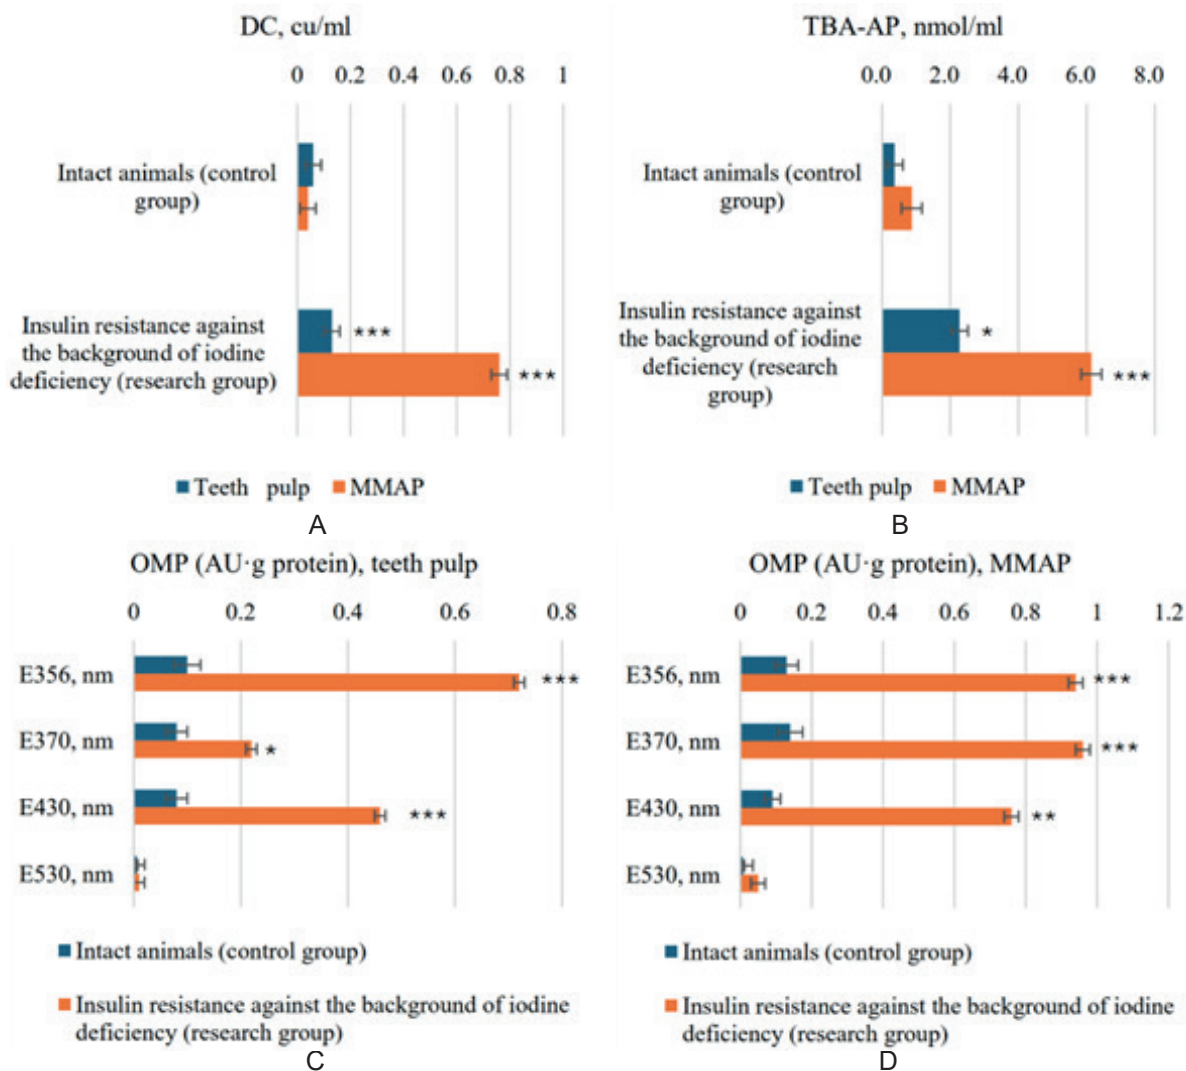 DC, cu/ml
0 0.2 0.4 0.6 0.8 1
Intact animals (control
group)
Insulin resistance against
the background of iodine
deficiency (research group)
***
***
Teeth pulp MMAP
A
TBA-AP, nmol/ml
0.0 2.0 4.0 6.0 8.0
Intact animals (control
group)
Insulin resistance against
the background of iodine
deficiency (research
group)
*
***
Teeth pulp MMAP
B
OMP (AU·g protein), teeth pulp
0 0.2 0.4 0.6 0.8
E356, nm
***
E370, nm
*
E430, nm
***
E530, nm
Intact animals (control group)
Insulin resistance against the background of iodine
deficiency (research group)
C
OMP (AU·g protein), MMAP
0 0.2 0.4 0.6 0.8 1 1.2
E356, nm
***
E370, nm
***
E430, nm
**
E530, nm
Intact animals (control group)
Insulin resistance against the background of iodine
deficiency (research group)
D